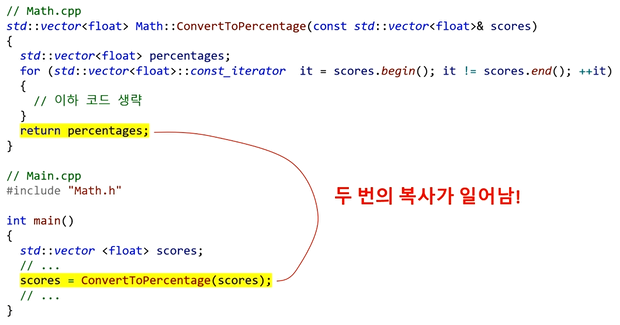 // Math.cpp
std::vector<float> Math::ConvertToPercentage(const std::vector<float>& scores)
{
  std::vector<float> percentages;
  for (std::vector<float>::const_iterator  it = scores.begin(); it != scores.end(); ++it)
  {
    // 이하 코드 생략
  }
  return percentages;
}
두 번의 복사가 일어남!
// Main.cpp
#include "Math.h"
int main()
{
  std::vector <float> scores;
  // ...
  scores = ConvertToPercentage(scores);
  // ...
}